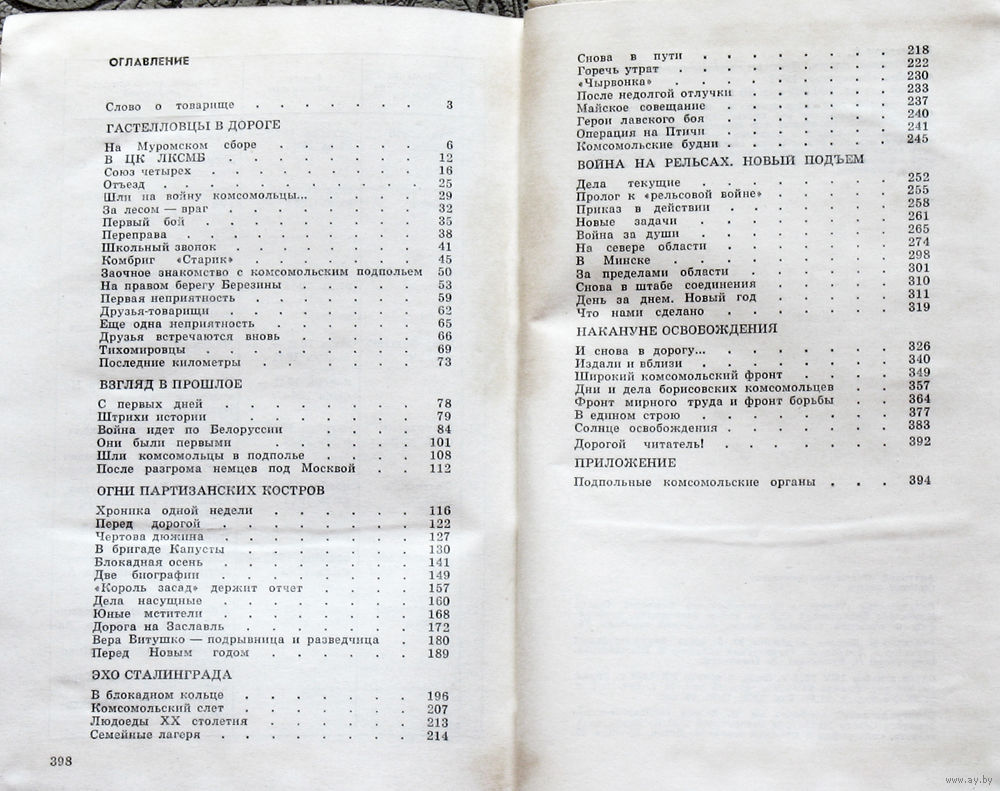 ОГЛАВЛЕНИЕ
Слово о товарище . . . . . . . 3
ГАСТЕЛЛОВЦЫ В ДОРОГЕ
На Муромском сборе . . . . . . 6
В ЦК ЛКСМБ . . . . . . . 12
Союз четырех . . . . . . . 16
Отъезд . . . . . . . . 25
Шли на войну комсомольцы... . . . . 29
За лесом — враг . . . . . . . 32
Первый бой . . . . . . . 35
Переправа . . . . . . . . 38
Школьный звонок . . . . . . 41
Комбриг «Старик» . . . . . . 45
Заочное знакомство с комсомольским подпольем 50
На правом берегу Березины . . . . 53
Первая неприятность . . . . . . 59
Друзья-товарищи . . . . . . 62
Еще одна неприятность . . . . . 65
Друзья встречаются вновь . . . . 66
Тихомировцы . . . . . . . 69
Последние километры . . . . . 73
ВЗГЛЯД В ПРОШЛОЕ
С первых дней . . . . . . . 78
Штрихи истории . . . . . . . 79
Война идет по Белоруссии . . . . . 84
Они были первыми . . . . . . 101
Шли комсомольцы в подполье . . . . 108
После разгрома немцев под Москвой . . 112
ОГНИ ПАРТИЗАНСКИХ КОСТРОВ
Хроника одной недели . . . . . . 116
Перед дорогой . . . . . . . 122
Чертова дюжина . . . . . . . 127
В бригаде Капусты . . . . . . 130
Блокадная осень . . . . . . . 141
Две биографии . . . . . . . 149
«Король засад» держит отчет . . . . 157
Дела насущные . . . . . . . 160
Юные мстители . . . . . . . 168
Дорога на Заславль . . . . . . 172
Вера Витушко — подрывница и разведчица . 180
Перед Новым годом . . . . . . 189
ЭХО СТАЛИНГРАДА
В блокадном кольце . . . . . . 196
Комсомольский слет . . . . . . 207
Людоеды XX столетия . . . . . . 213
Семейные лагеря . . . . . . . 214
398
Снова в пути . . . . . . . 218
Горечь утрат . . . . . . . 222
«Чырвонка» . . . . . . . 230
После недолгой отлучки . . . . . 233
Майское совещание . . . . . . 237
Герои лавского боя . . . . . . 240
Операция на Птичи . . . . . . 241
Комсомольские будни . . . . . . 245
ВОЙНА НА РЕЛЬСАХ. НОВЫЙ ПОДЪЕМ
Дела текущие . . . . . . . 252
Пролог к «рельсовой войне» . . . . 255
Приказ в действии . . . . . . 258
Новые задачи . . . . . . . 261
Война за души . . . . . . . 265
На севере области . . . . . . 274
В Минске . . . . . . . . 298
За пределами области . . . . . . 301
Снова в штабе соединения . . . . . 310
День за днем. Новый год . . . . . 311
Что нами сделано . . . . . . 319
НАКАНУНЕ ОСВОБОЖДЕНИЯ
И снова в дорогу... . . . . . . 326
Издали и вблизи . . . . . . . 340
Широкий комсомольский фронт . . . . 349
Дни и дела борисовских комсомольцев . . 357
Фронт мирного труда и фронт борьбы . . 364
В едином строю . . . . . . . 377
Солнце освобождения . . . . . . 383
Дорогой читатель! . . . . . . 392
ПРИЛОЖЕНИЕ
Подпольные комсомольские органы . . . 394
www.ay.by